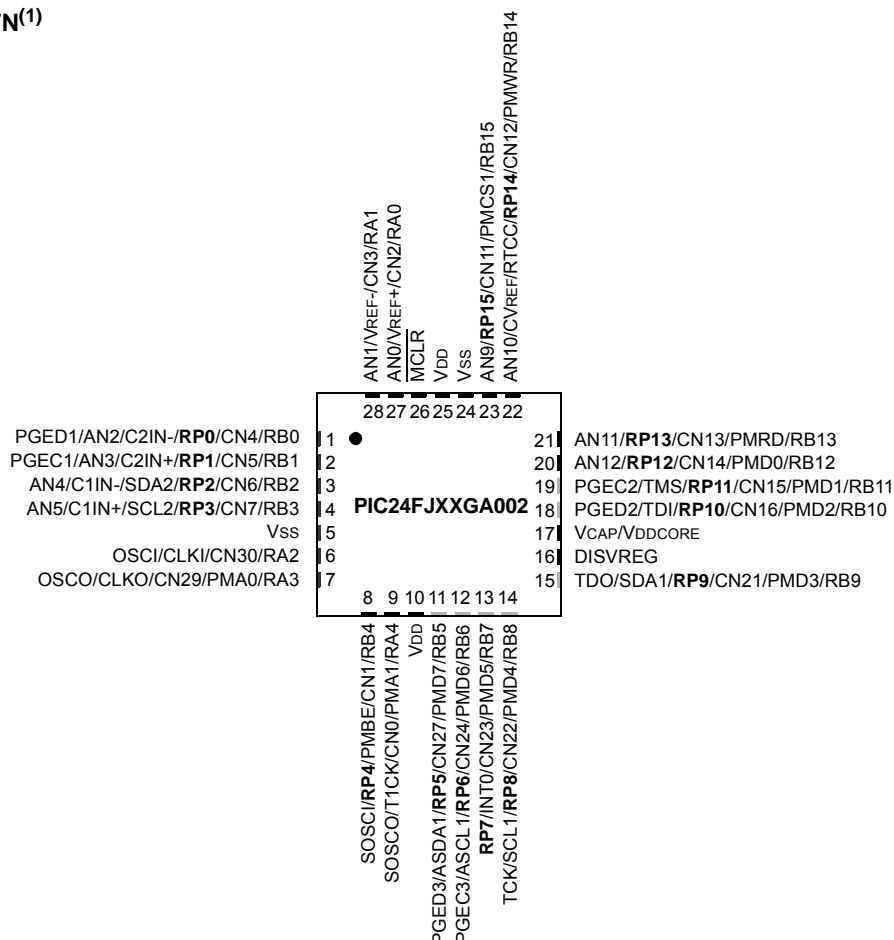 N(1)
AN1/VREF-/CN3/RA1
AN0/VREF+/CN2/RA0
MCLR
VDD
VSS
AN9/RP15/CN11/PMCS1/RB15
AN10/CVREF/RTCC/RP14/CN12/PMWR/RB14
28 27 26 25 24 23 22
PGED1/AN2/C2IN-/RP0/CN4/RB0 1
PGEC1/AN3/C2IN+/RP1/CN5/RB1 2
AN4/C1IN-/SDA2/RP2/CN6/RB2 3
AN5/C1IN+/SCL2/RP3/CN7/RB3 4
VSS 5
OSCI/CLKI/CN30/RA2 6
OSCO/CLKO/CN29/PMA0/RA3 7
PIC24FJXXGA002
21 AN11/RP13/CN13/PMRD/RB13
20 AN12/RP12/CN14/PMD0/RB12
19 PGEC2/TMS/RP11/CN15/PMD1/RB11
18 PGED2/TDI/RP10/CN16/PMD2/RB10
17 VCAP/VDDCORE
16 DISVREG
15 TDO/SDA1/RP9/CN21/PMD3/RB9
8 9 10 11 12 13 14
SOSCI/RP4/PMBE/CN1/RB4
SOSCO/T1CK/CN0/PMA1/RA4
VDD
PGED3/ASDA1/RP5/CN27/PMD7/RB5
PGEC3/ASCL1/RP6/CN24/PMD6/RB6
RP7/INT0/CN23/PMD5/RB7
TCK/SCL1/RP8/CN22/PMD4/RB8